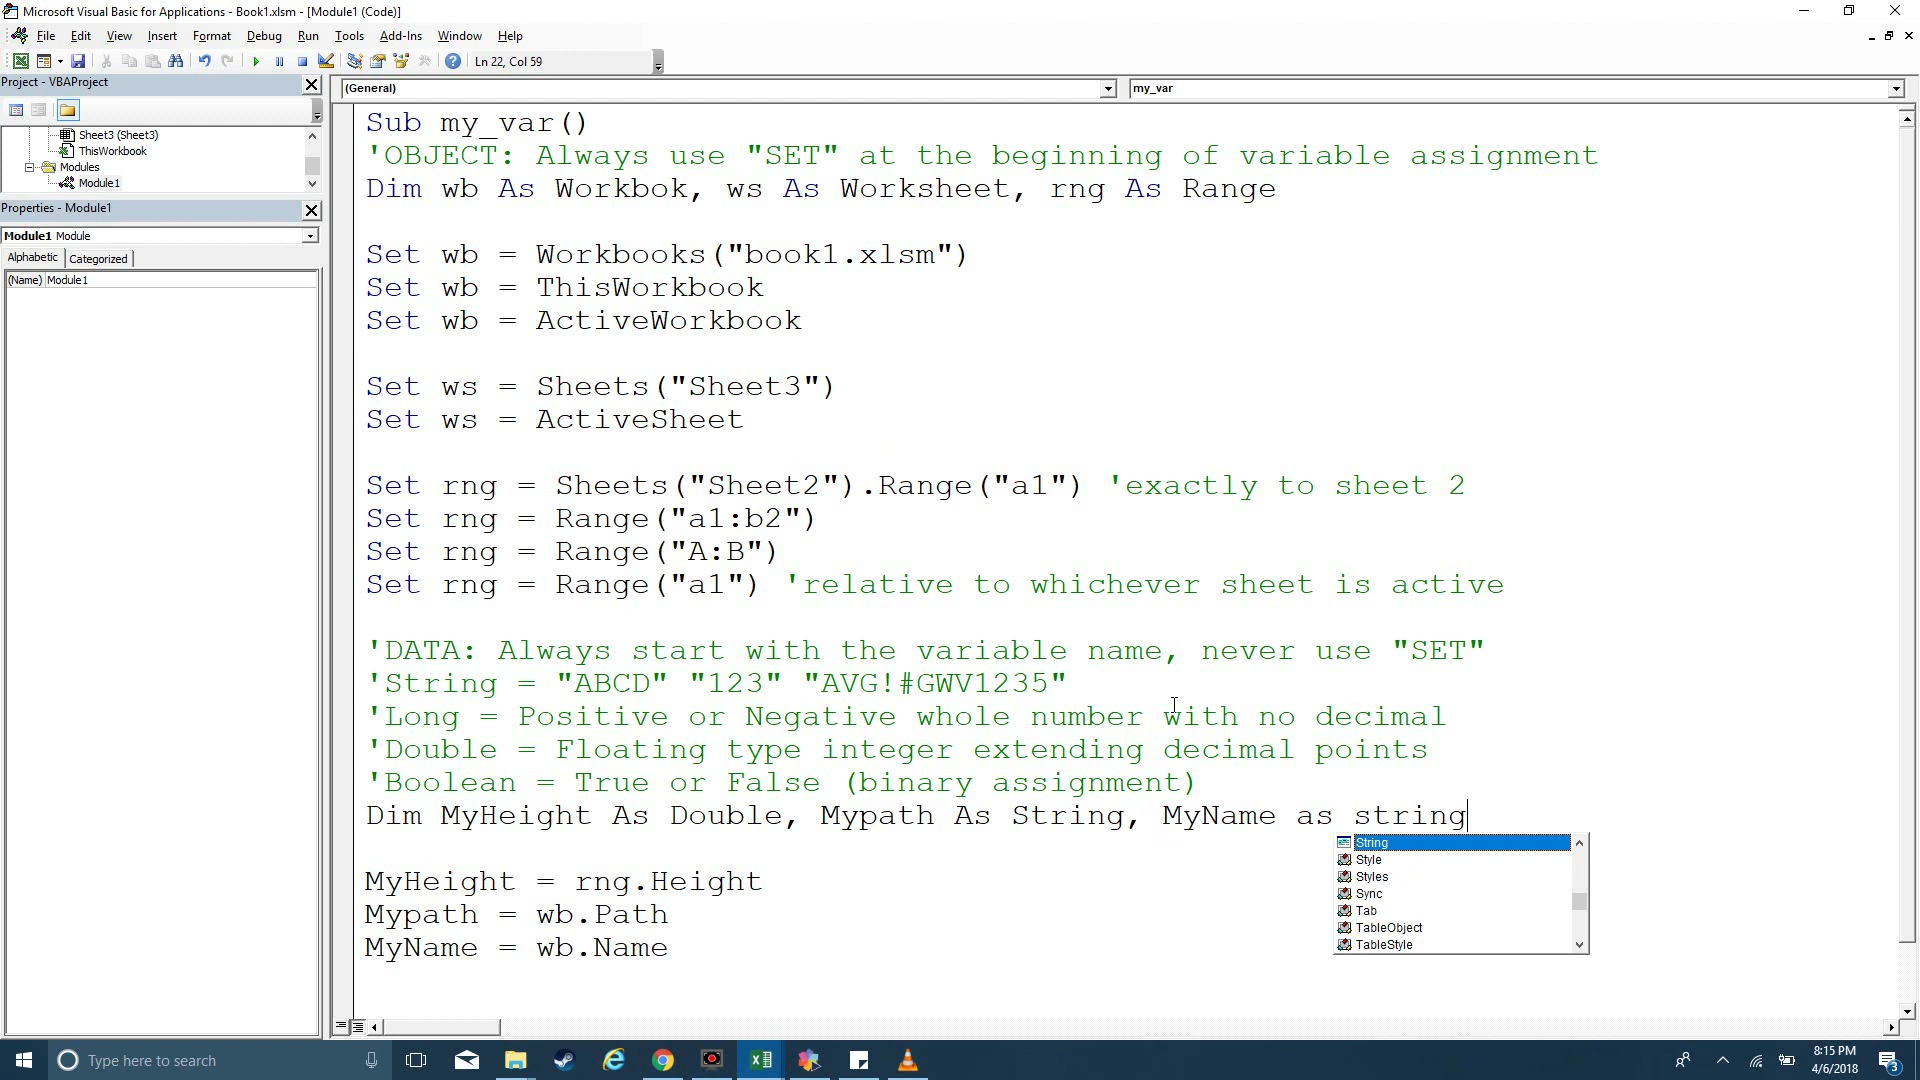 Microsoft Visual Basic for Applications - Book1.xlsm - [Module1 (Code)]
File Edit View Insert Format Debug Run Tools Add-Ins Window Help
Ln 22, Col 59
Project - VBAProject
Sheet3 (Sheet3)
ThisWorkbook
Modules
Module1
Properties - Module1
Module1 Module
Alphabetic Categorized
(Name) Module1
(General) my_var
Sub my_var()
'OBJECT: Always use "SET" at the beginning of variable assignment
Dim wb As Workbok, ws As Worksheet, rng As Range
Set wb = Workbooks("book1.xlsm")
Set wb = ThisWorkbook
Set wb = ActiveWorkbook
Set ws = Sheets("Sheet3")
Set ws = ActiveSheet
Set rng = Sheets("Sheet2").Range("a1") 'exactly to sheet 2
Set rng = Range("a1:b2")
Set rng = Range("A:B")
Set rng = Range("a1") 'relative to whichever sheet is active
'DATA: Always start with the variable name, never use "SET"
'String = "ABCD" "123" "AVG!#GWV1235"
'Long = Positive or Negative whole number with no decimal
'Double = Floating type integer extending decimal points
'Boolean = True or False (binary assignment)
Dim MyHeight As Double, Mypath As String, MyName as string
String
Style
Styles
Sync
Tab
TableObject
TableStyle
MyHeight = rng.Height
Mypath = wb.Path
MyName = wb.Name
Type here to search
8:15 PM
4/6/2018
3